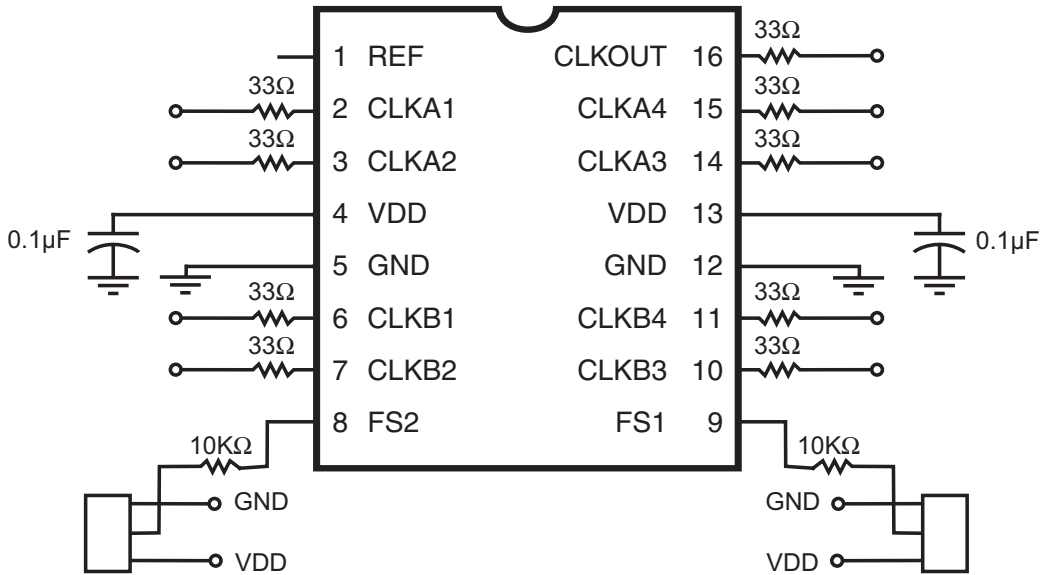 33Ω
1 REF CLKOUT 16
33Ω 33Ω
2 CLKA1 CLKA4 15
33Ω 33Ω
3 CLKA2 CLKA3 14
4 VDD VDD 13
0.1µF 0.1µF
5 GND GND 12
33Ω 33Ω
6 CLKB1 CLKB4 11
33Ω 33Ω
7 CLKB2 CLKB3 10
8 FS2 FS1 9
10KΩ 10KΩ
GND GND
VDD VDD